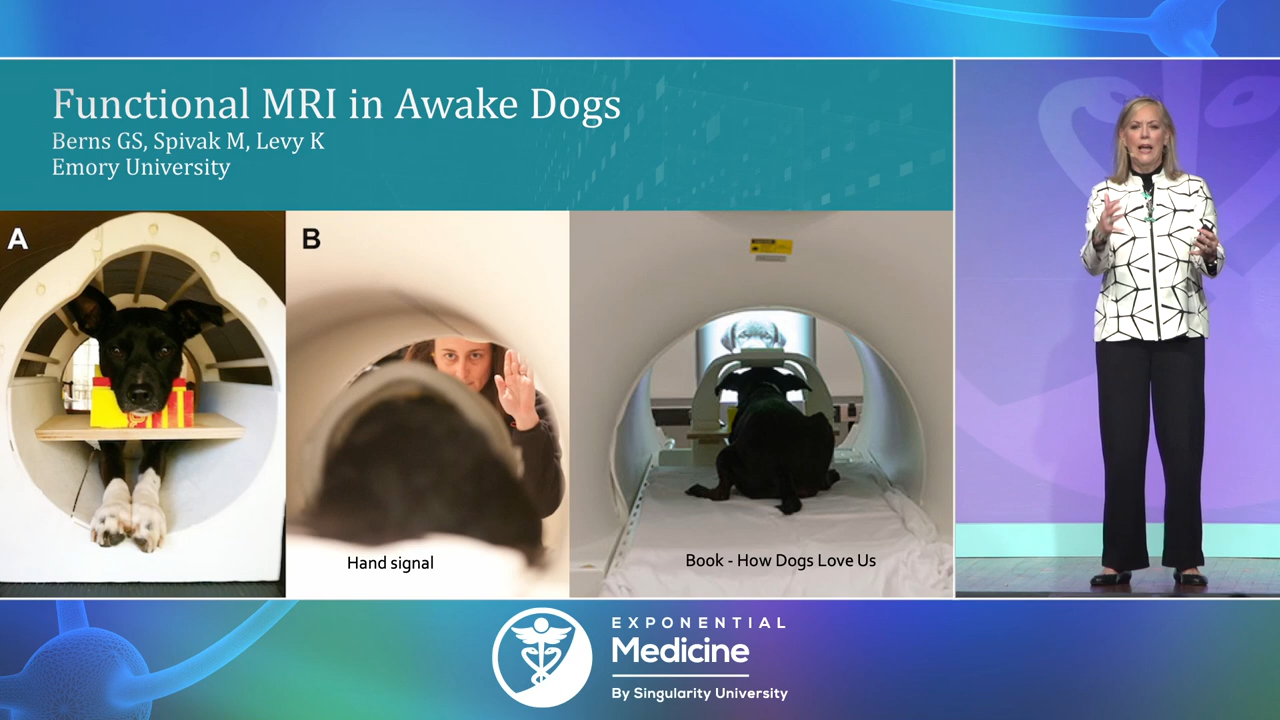 Functional MRI in Awake Dogs
Berns GS, Spivak M, Levy K
Emory University
A
B
Hand signal
Book - How Dogs Love Us
EXPONENTIAL
Medicine
By Singularity University